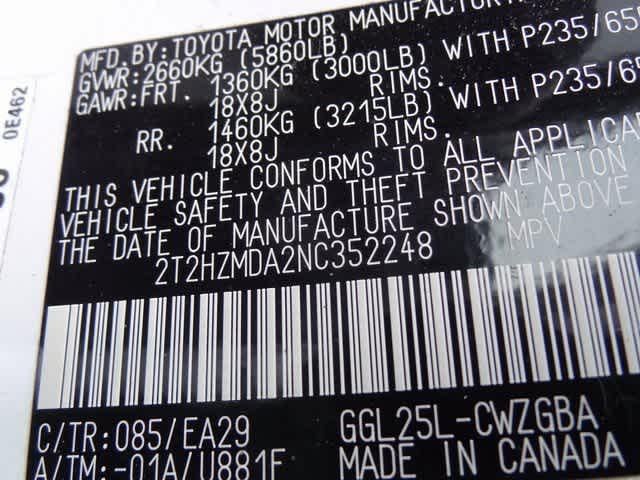 MFD.BY:TOYOTA MOTOR
GVWR:2660KG (5860LB)
GAWR:FRT. 1360KG (3000LB) WITH P235/65
18X8J RIMS.
RR. 1460KG (3215LB) WITH P235/65
18X8J RIMS.
THIS VEHICLE CONFORMS TO ALL
VEHICLE SAFETY AND THEFT PREVENTION
THE DATE OF MANUFACTURE SHOWN ABOVE
2T2HZMDA2NC352248 MPV
C/TR:085/EA29 GGL25L-CWZGBA
A/TM:-01A/U881F MADE IN CANADA
0E462